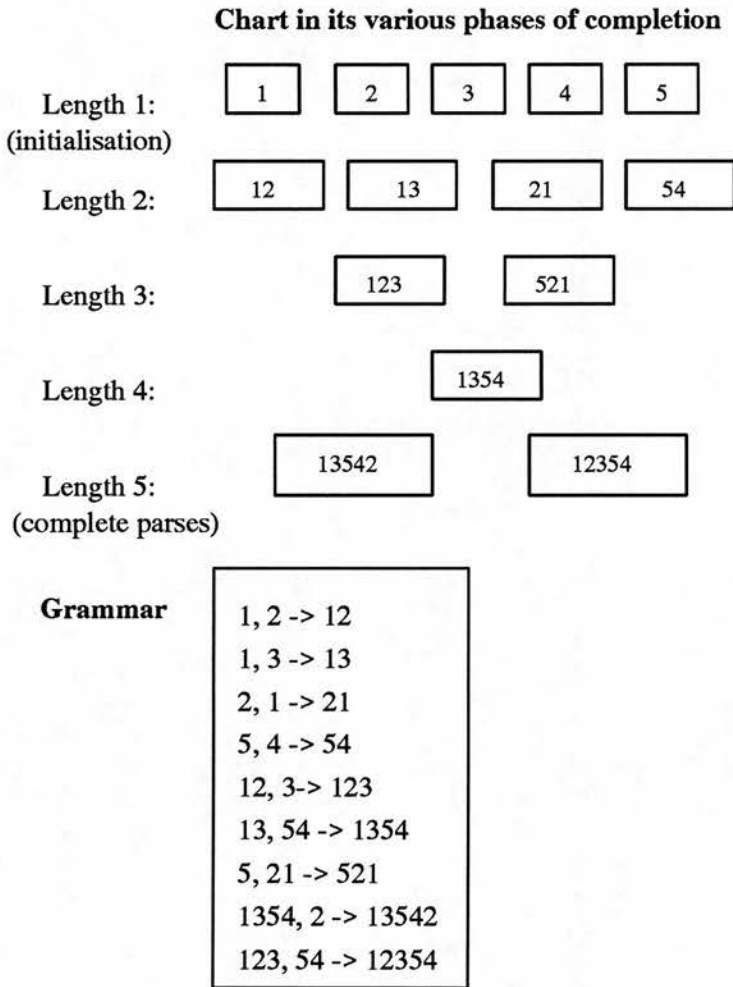 Chart in its various phases of completion
Length 1: 1 2 3 4 5
(initialisation)
Length 2: 12 13 21 54
Length 3: 123 521
Length 4: 1354
Length 5: 13542 12354
(complete parses)
Grammar
1, 2 -> 12
1, 3 -> 13
2, 1 -> 21
5, 4 -> 54
12, 3-> 123
13, 54 -> 1354
5, 21 -> 521
1354, 2 -> 13542
123, 54 -> 12354